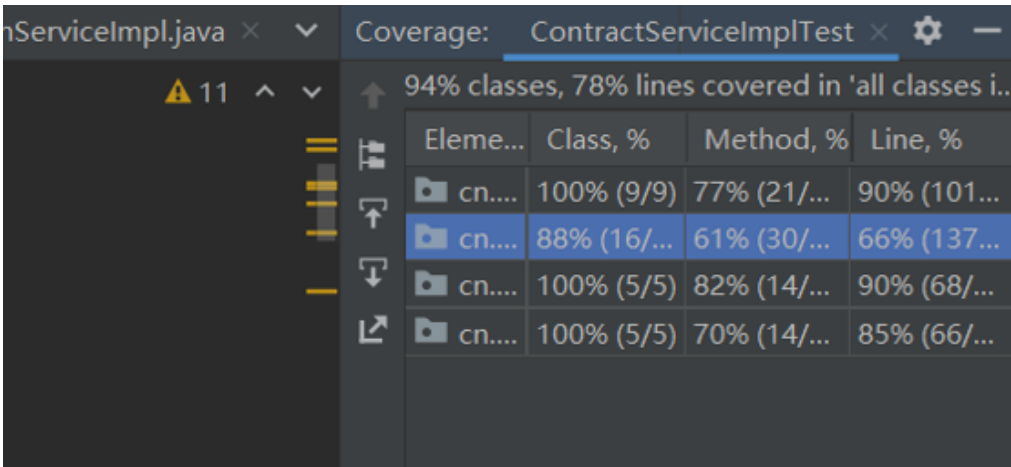 nServiceImpl.java Coverage: ContractServiceImplTest
11
94% classes, 78% lines covered in 'all classes i...
Eleme... Class, % Method, % Line, %
cn.... 100% (9/9) 77% (21/... 90% (101...
cn.... 88% (16/... 61% (30/... 66% (137...
cn.... 100% (5/5) 82% (14/... 90% (68/...
cn.... 100% (5/5) 70% (14/... 85% (66/...